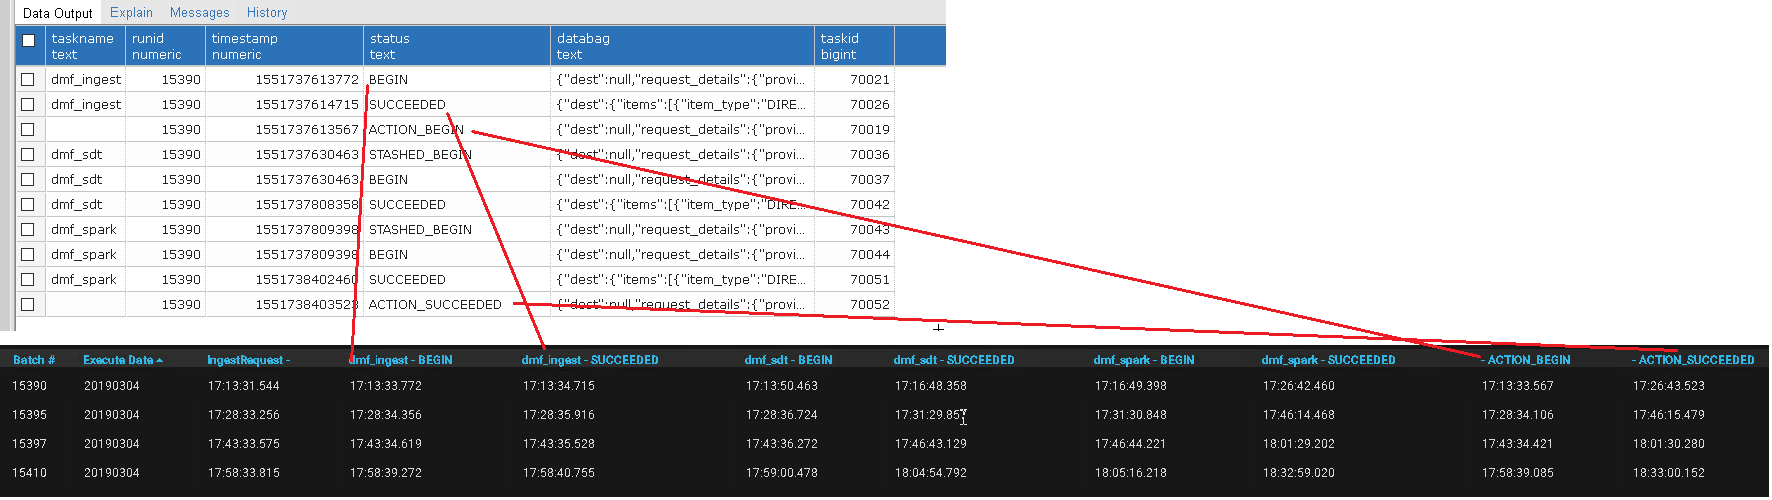 Data Output Explain Messages History
taskname runid timestamp status databag taskid
text numeric numeric text text bigint
dmf_ingest 15390 1551737613772 BEGIN {"dest":null,"request_details":{"provi... 70021
dmf_ingest 15390 1551737614715 SUCCEEDED {"dest":{"items":[{"item_type":"DIRE... 70026
15390 1551737613567 ACTION_BEGIN {"dest":null,"request_details":{"provi... 70019
dmf_sdt 15390 1551737630463 STASHED_BEGIN {"dest":null,"request_details":{"provi... 70036
dmf_sdt 15390 1551737630463 BEGIN {"dest":null,"request_details":{"provi... 70037
dmf_sdt 15390 1551737808358 SUCCEEDED {"dest":{"items":[{"item_type":"DIRE... 70042
dmf_spark 15390 1551737809398 STASHED_BEGIN {"dest":null,"request_details":{"provi... 70043
dmf_spark 15390 1551737809398 BEGIN {"dest":null,"request_details":{"provi... 70044
dmf_spark 15390 1551738402460 SUCCEEDED {"dest":{"items":[{"item_type":"DIRE... 70051
15390 1551738403523 ACTION_SUCCEEDED {"dest":null,"request_details":{"provi... 70052
Batch # Execute Date IngestRequest - dmf_ingest - BEGIN dmf_ingest - SUCCEEDED dmf_sdt - BEGIN dmf_sdt - SUCCEEDED dmf_spark - BEGIN dmf_spark - SUCCEEDED - ACTION_BEGIN - ACTION_SUCCEEDED
15390 20190304 17:13:31.544 17:13:33.772 17:13:34.715 17:13:50.463 17:16:48.358 17:16:49.398 17:26:42.460 17:13:33.567 17:26:43.523
15395 20190304 17:28:33.256 17:28:34.356 17:28:35.916 17:28:36.724 17:31:30.848 17:46:14.468 17:28:34.106 17:46:15.479
15397 20190304 17:43:33.575 17:43:34.619 17:43:35.528 17:43:36.272 17:46:43.129 17:46:44.221 18:01:29.202 17:43:34.421 18:01:30.280
15410 20190304 17:58:33.815 17:58:39.272 17:58:40.755 17:59:00.478 18:04:54.792 18:05:16.218 18:32:59.020 17:58:39.085 18:33:00.152